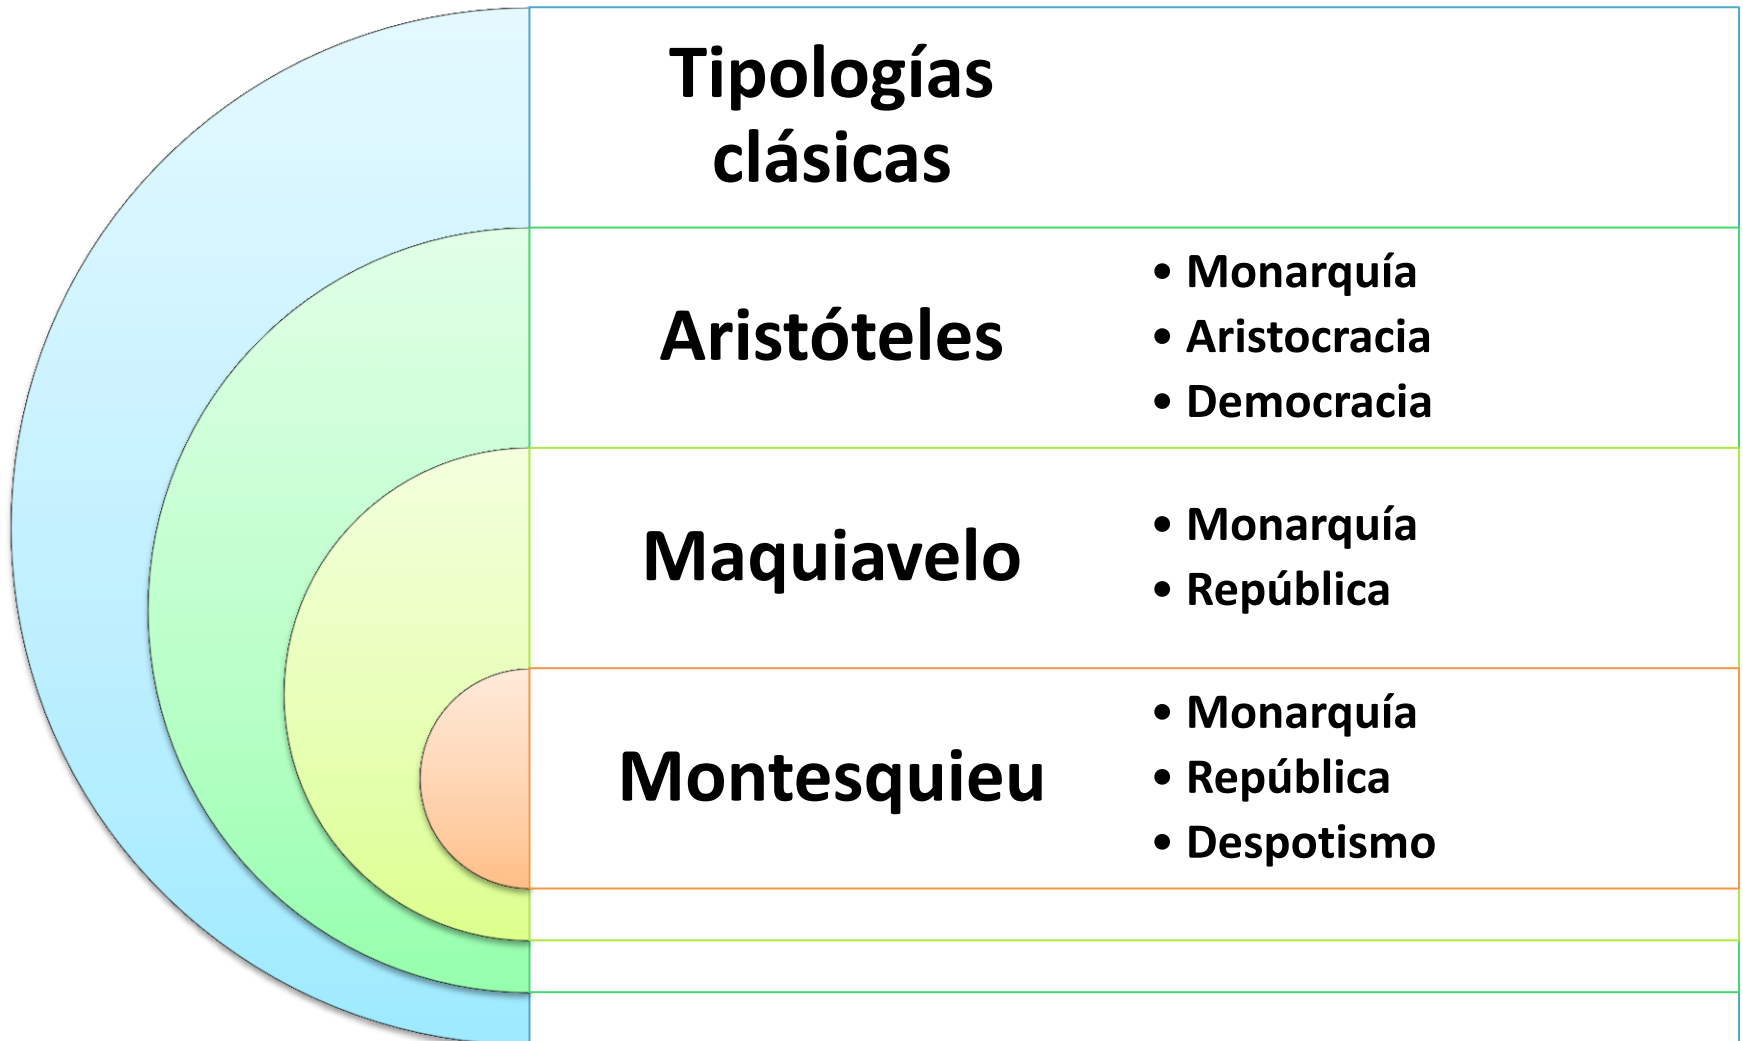 Tipologías
clásicas
Aristóteles
• Monarquía
• Aristocracia
• Democracia
Maquiavelo
• Monarquía
• República
Montesquieu
• Monarquía
• República
• Despotismo